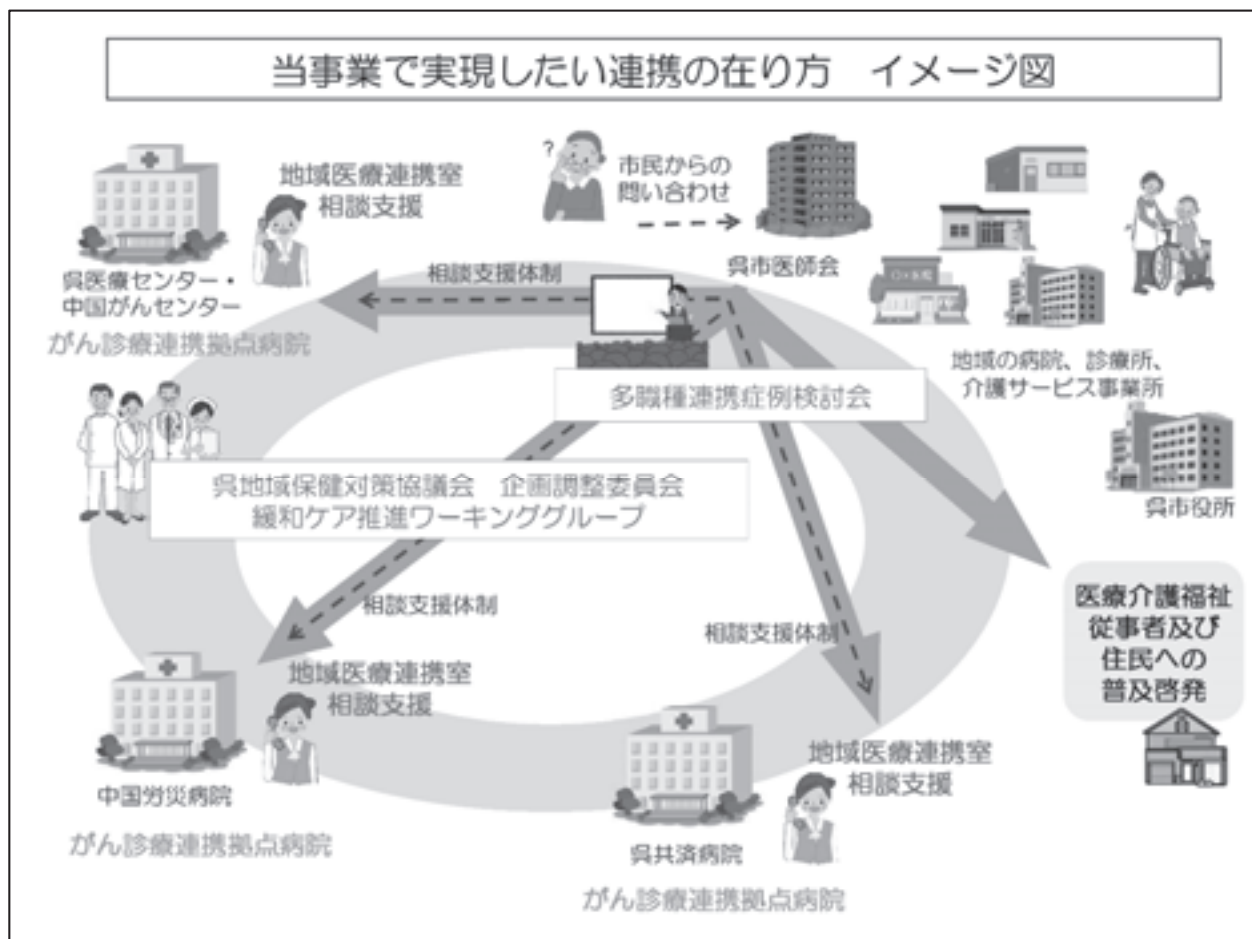 当事業で実現したい連携の在り方　イメージ図
地域医療連携室
相談支援
呉医療センター・
中国がんセンター
がん診療連携拠点病院
?
市民からの
問い合わせ
呉市医師会
相談支援体制
地域の病院、診療所、
介護サービス事業所
多職種連携症例検討会
呉市役所
呉地域保健対策協議会　企画調整委員会
緩和ケア推進ワーキンググループ
相談支援体制
相談支援体制
医療介護福祉
従事者及び
住民への
普及啓発
地域医療連携室
相談支援
中国労災病院
がん診療連携拠点病院
地域医療連携室
相談支援
呉共済病院
がん診療連携拠点病院